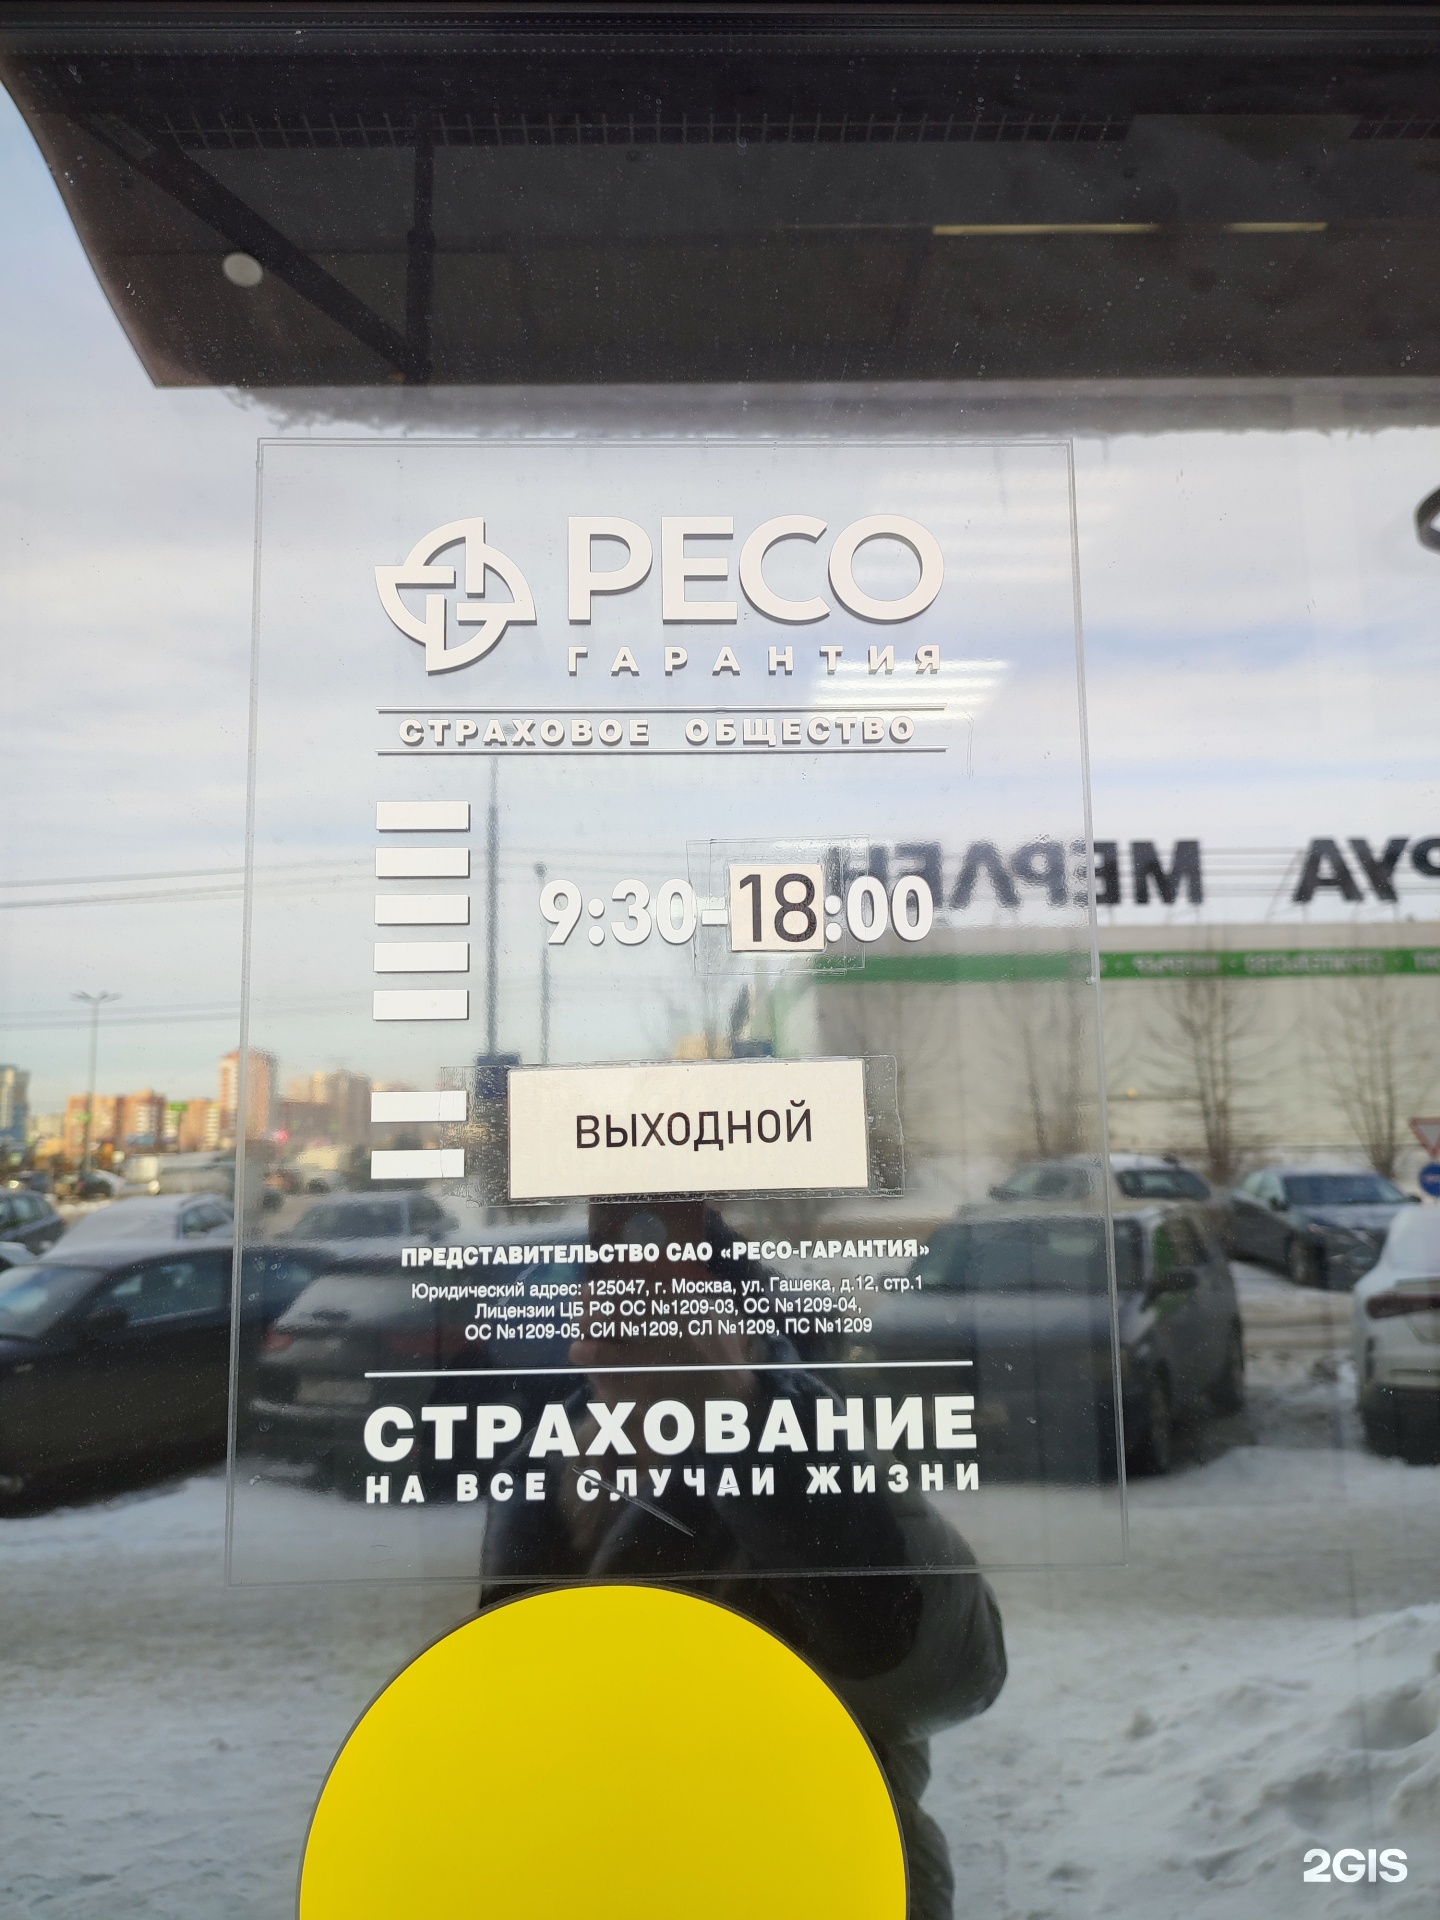 РЕСО
ГАРАНТИЯ
СТРАХОВОЕ ОБЩЕСТВО
РУА МЕРЛЕН
9:30-18:00
ВЫХОДНОЙ
ПРЕДСТАВИТЕЛЬСТВО САО «РЕСО-ГАРАНТИЯ»
Юридический адрес: 125047, г. Москва, ул. Гашека, д.12, стр.1
Лицензии ЦБ РФ ОС №1209-03, ОС №1209-04,
ОС №1209-05, СИ №1209, СЛ №1209, ПС №1209
СТРАХОВАНИЕ
НА ВСЕ СЛУЧАИ ЖИЗНИ
2GIS